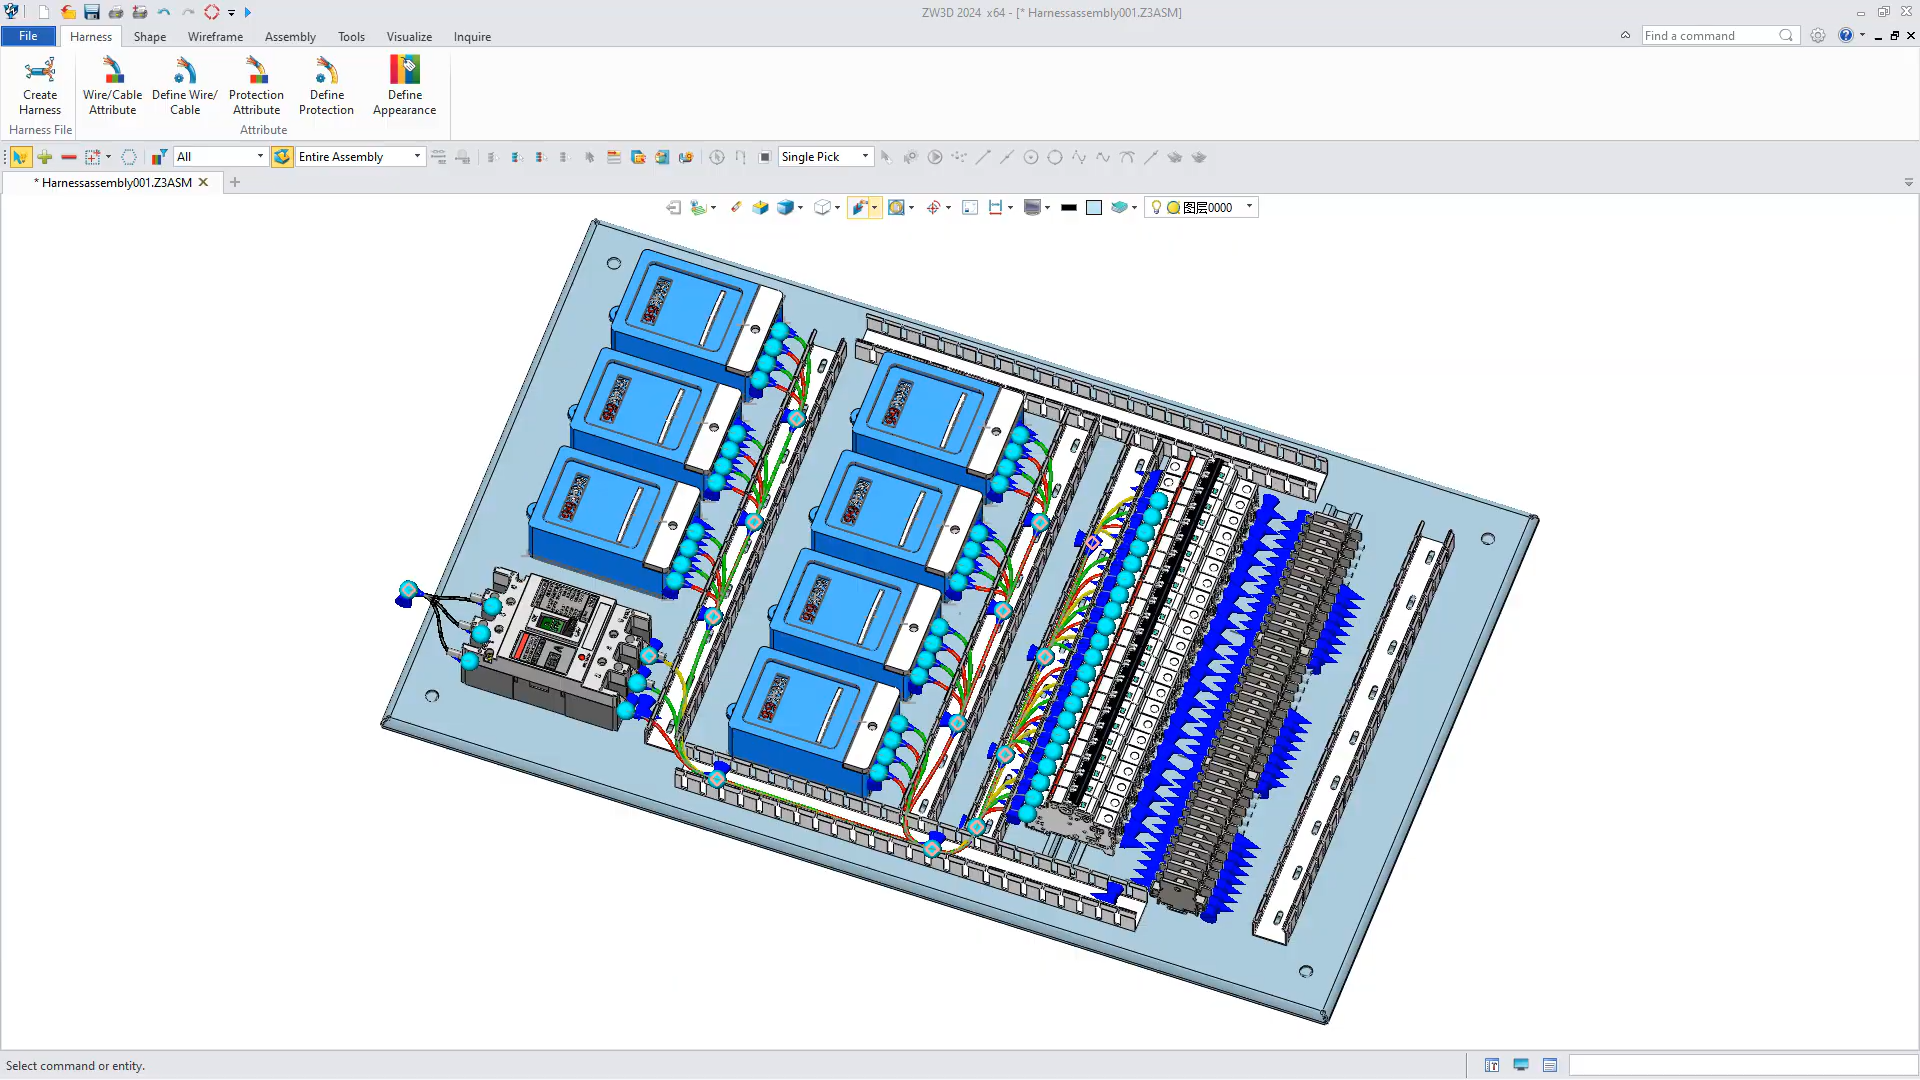 ZW3D 2024 x64 - [* Harnessassembly001.Z3ASM]
File Harness Shape Wireframe Assembly Tools Visualize Inquire
Find a command
Create Harness
Wire/Cable Attribute
Define Wire/ Cable
Protection Attribute
Define Protection
Define Appearance
Harness File
Attribute
All
Entire Assembly
Single Pick
* Harnessassembly001.Z3ASM
图层0000
Select command or entity.